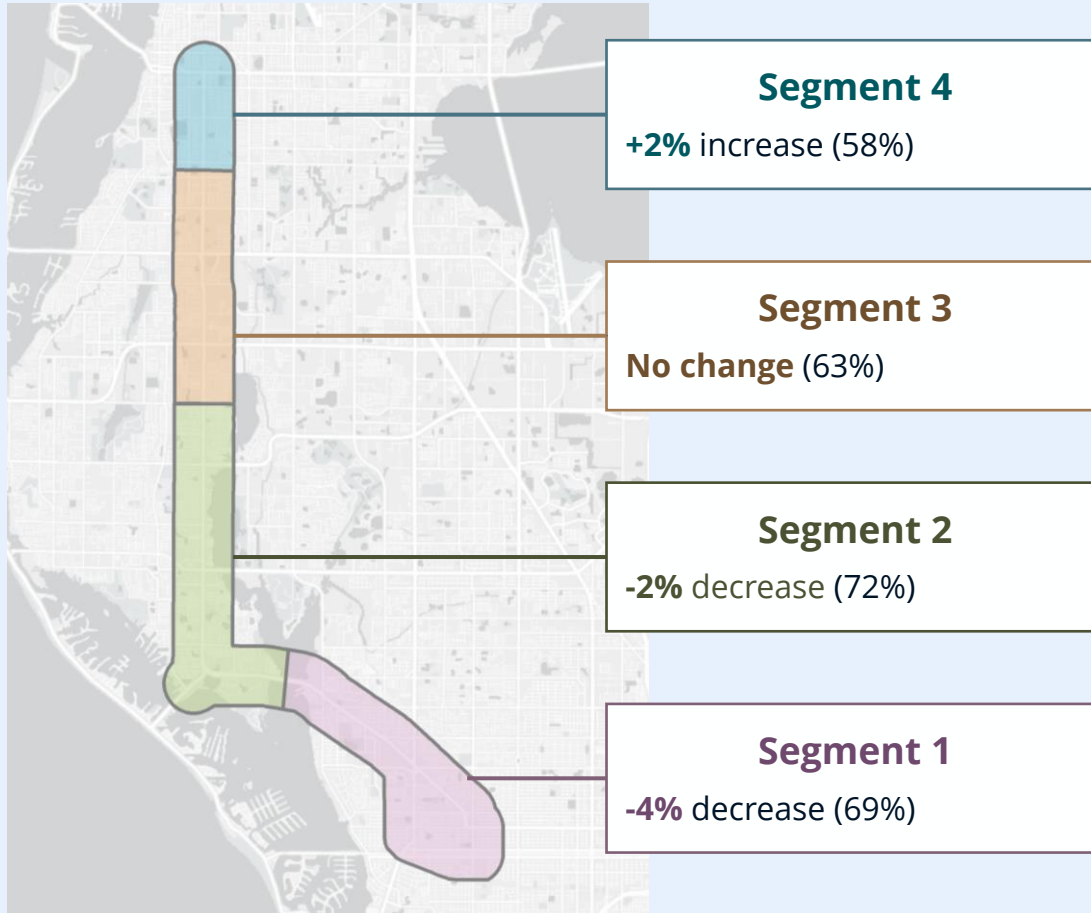 Segment 4
+2% increase (58%)
Segment 3
No change (63%)
Segment 2
-2% decrease (72%)
Segment 1
-4% decrease (69%)